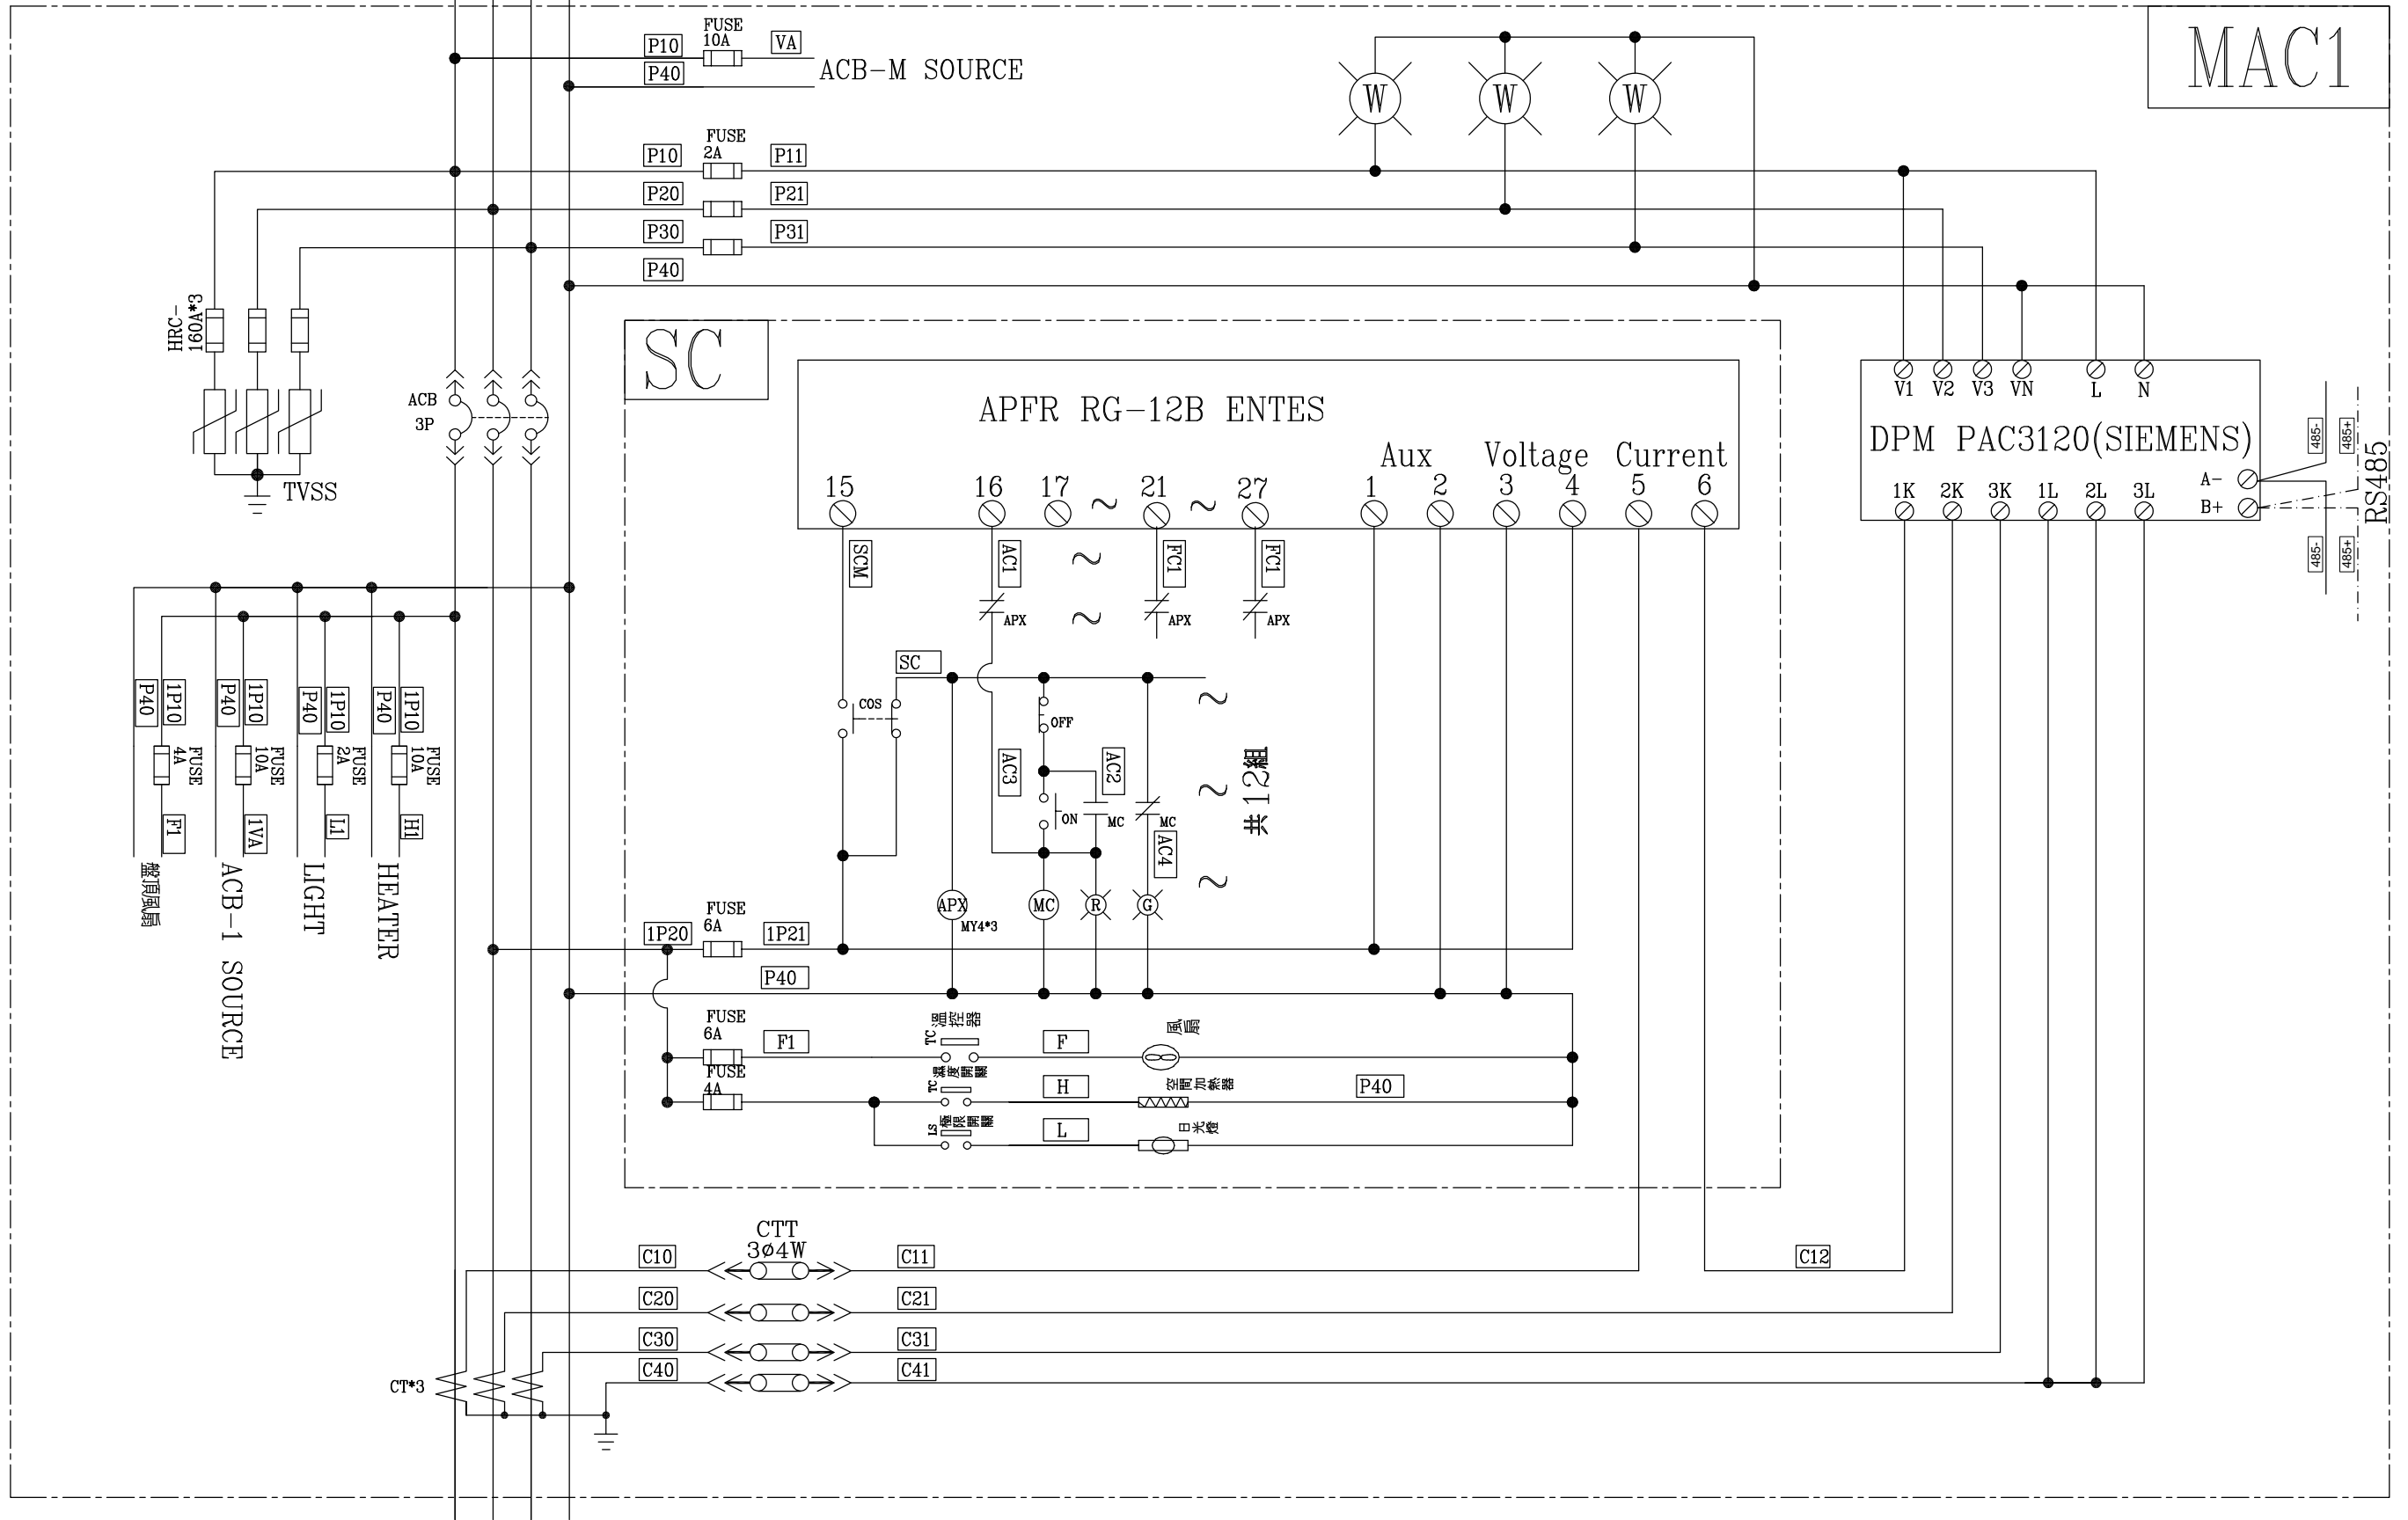 MAC1
P10
FUSE
10A
VA
P40
ACB-M SOURCE
W
W
W
P10
FUSE
2A
P11
P20
P21
P30
P31
P40
HRC-
160A*3
TVSS
ACB
3P
SC
APFR RG-12B ENTES
Aux
Voltage
Current
15
16
17
~
21
~
27
1
2
3
4
5
6
V1
V2
V3
VN
L
N
DPM PAC3120(SIEMENS)
A-
B+
1K
2K
3K
1L
2L
3L
485-
485+
RS485
485-
485+
SCM
AC1
~
FC1
FC1
APX
~
APX
APX
SC
COS
OFF
AC3
AC2
ON
MC
MC
AC4
~
~
~
共12組
APX
MY4*3
MC
R
G
P40
1P10
P40
1P10
P40
1P10
P40
1P10
FUSE
4A
FUSE
10A
FUSE
2A
FUSE
10A
F1
1VA
L1
H1
盤頂風扇
ACB-1 SOURCE
LIGHT
HEATER
1P20
FUSE
6A
1P21
P40
FUSE
6A
F1
TC
溫控器
F
風扇
FUSE
4A
TC
濕度開關
H
空間加熱器
P40
LS
極限開關
L
日光燈
CTT
3ø4W
C10
C11
C12
C20
C21
C30
C31
C40
C41
CT*3